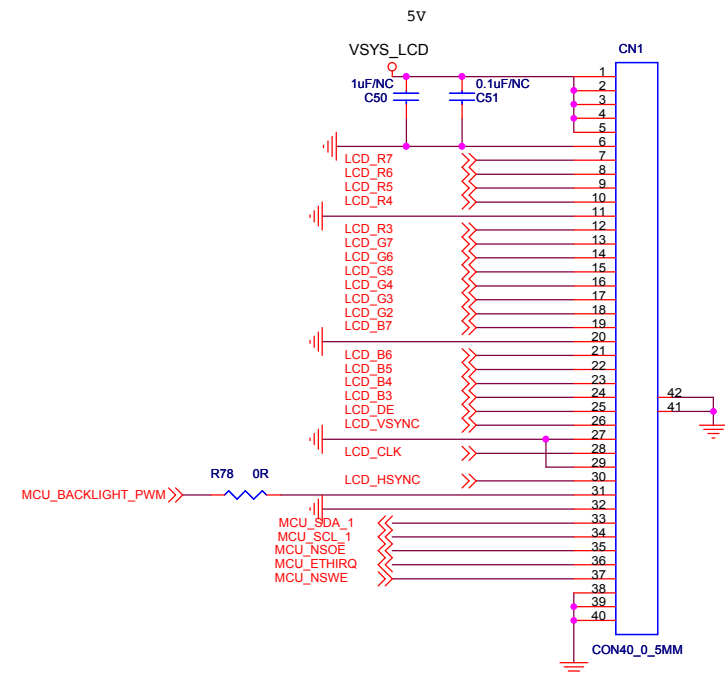 5V
VSYS_LCD
CN1
1uF/NC
C50
0.1uF/NC
C51
1
2
3
4
5
6
LCD_R7 7
LCD_R6 8
LCD_R5 9
LCD_R4 10
11
LCD_R3 12
LCD_G7 13
LCD_G6 14
LCD_G5 15
LCD_G4 16
LCD_G3 17
LCD_G2 18
LCD_B7 19
20
LCD_B6 21
LCD_B5 22
LCD_B4 23
LCD_B3 24
LCD_DE 25
LCD_VSYNC 26
27
LCD_CLK 28
29
LCD_HSYNC 30
R78 0R
MCU_BACKLIGHT_PWM 31
32
MCU_SDA_1 33
MCU_SCL_1 34
MCU_NSOE 35
MCU_ETHIRQ 36
MCU_NSWE 37
38
39
40
42
41
CON40_0_5MM